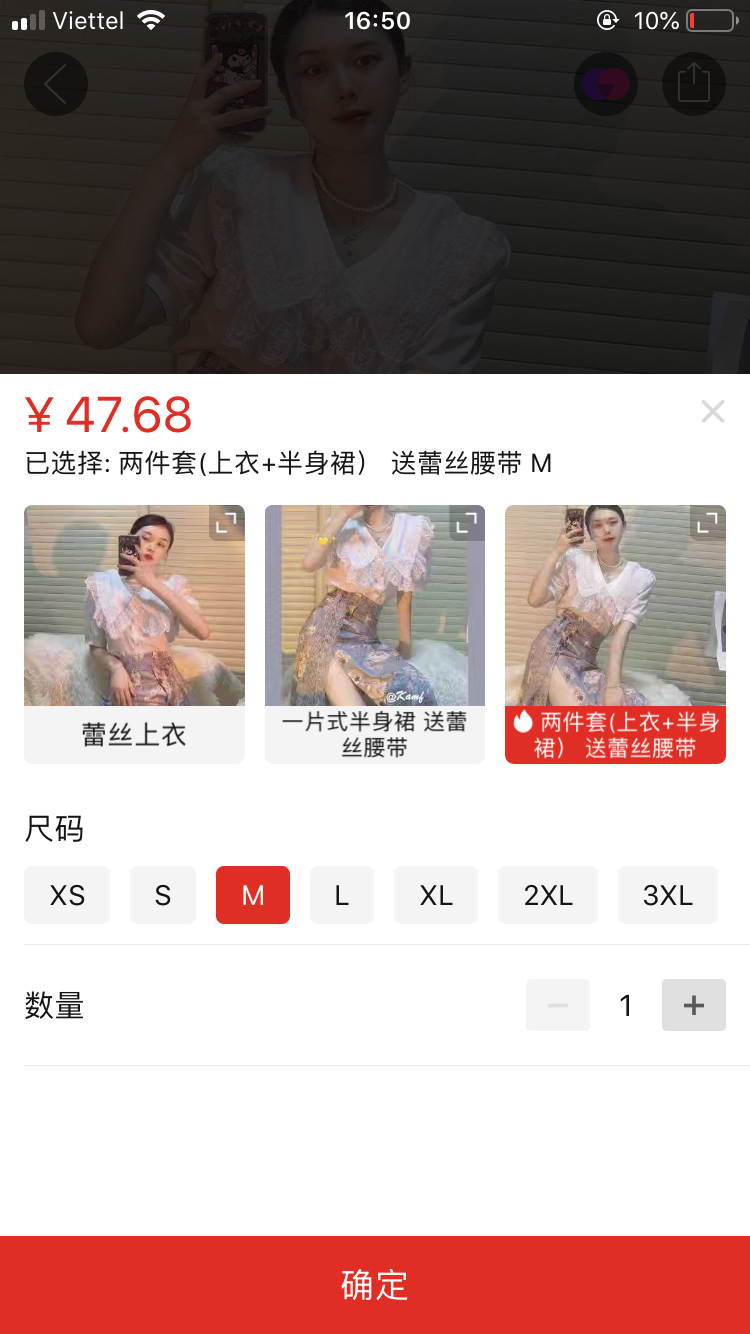 Viettel 16:50 10%
¥ 47.68
已选择: 两件套(上衣+半身裙） 送蕾丝腰带 M
@Kamf
蕾丝上衣
一片式半身裙 送蕾
丝腰带
两件套(上衣+半身
裙） 送蕾丝腰带
尺码
XS S M L XL 2XL 3XL
数量
1
确定